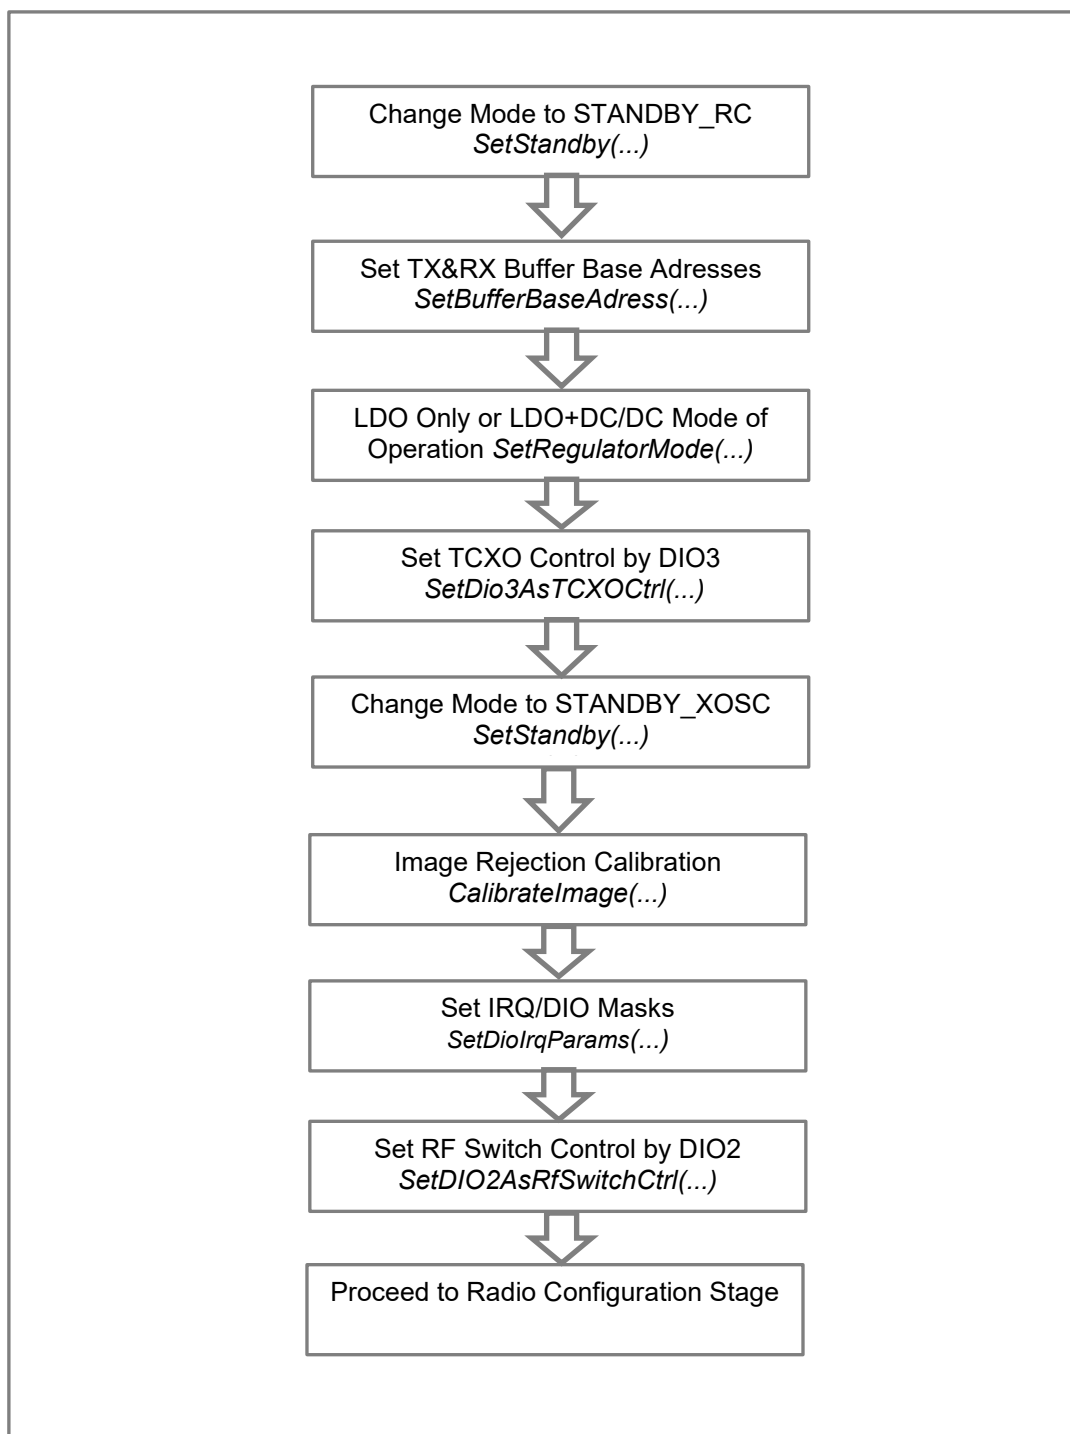 Change Mode to STANDBY_RC
SetStandby(...)
Set TX&RX Buffer Base Adresses
SetBufferBaseAdress(...)
LDO Only or LDO+DC/DC Mode of
Operation SetRegulatorMode(...)
Set TCXO Control by DIO3
SetDio3AsTCXOCtrl(...)
Change Mode to STANDBY_XOSC
SetStandby(...)
Image Rejection Calibration
CalibrateImage(...)
Set IRQ/DIO Masks
SetDioIrqParams(...)
Set RF Switch Control by DIO2
SetDIO2AsRfSwitchCtrl(...)
Proceed to Radio Configuration Stage